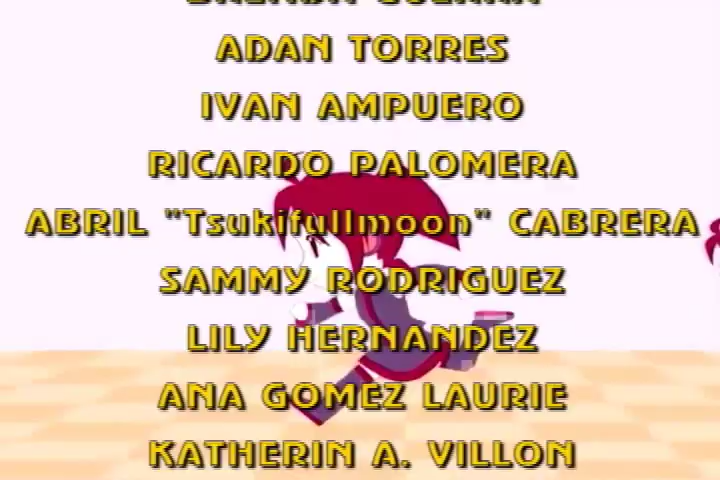 ADAN TORRES
IVAN AMPUERO
RICARDO PALOMERA
ABRIL "Tsukifullmoon" CABRERA
SAMMY RODRIGUEZ
LILY HERNANDEZ
ANA GOMEZ LAURIE
KATHERIN A. VILLON